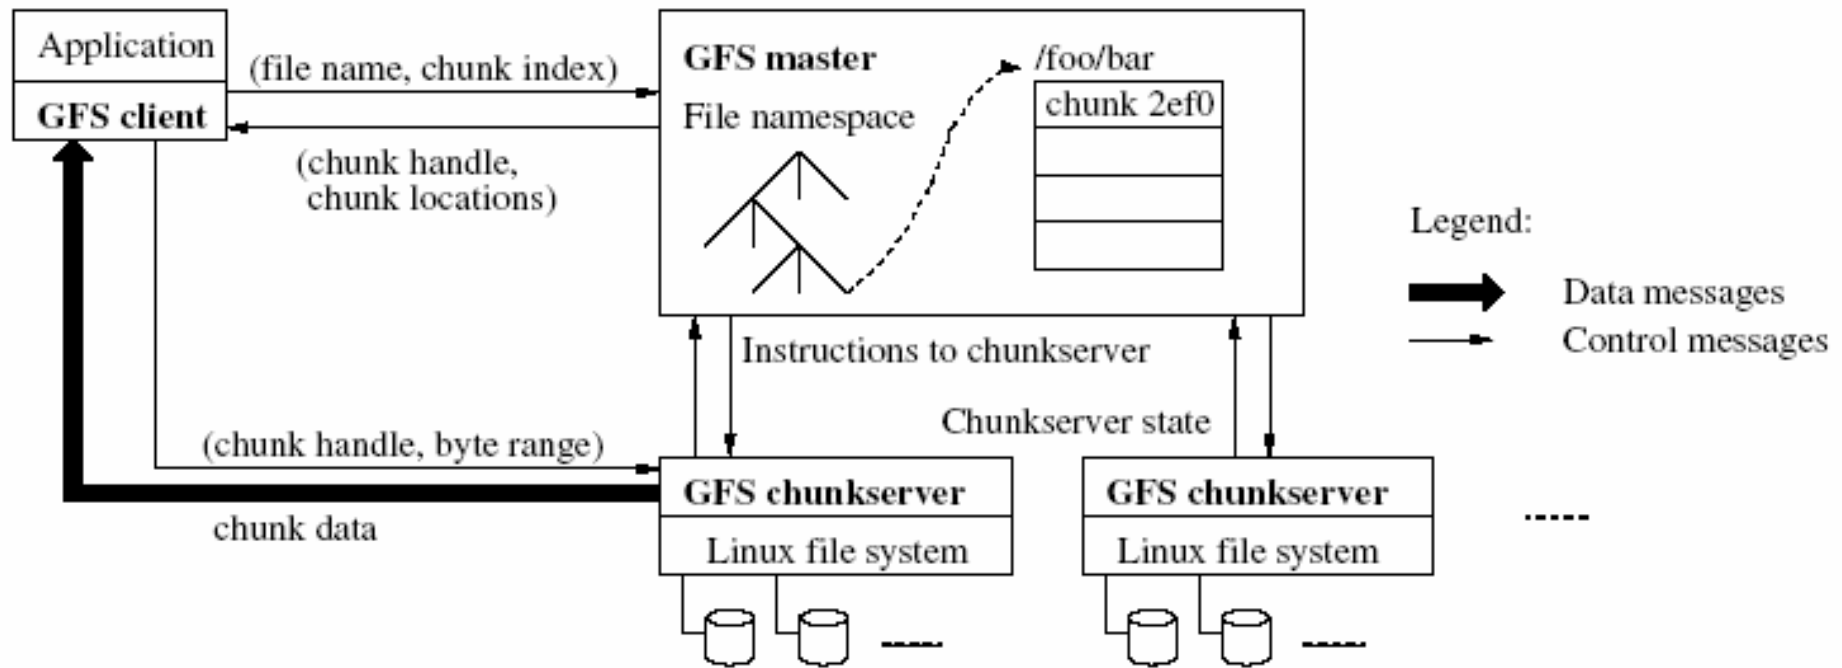 Application
GFS client
(file name, chunk index)
(chunk handle,
chunk locations)
GFS master
File namespace
/foo/bar
chunk 2ef0
Legend:
Data messages
Control messages
Instructions to chunkserver
Chunkserver state
(chunk handle, byte range)
chunk data
GFS chunkserver
Linux file system
GFS chunkserver
Linux file system